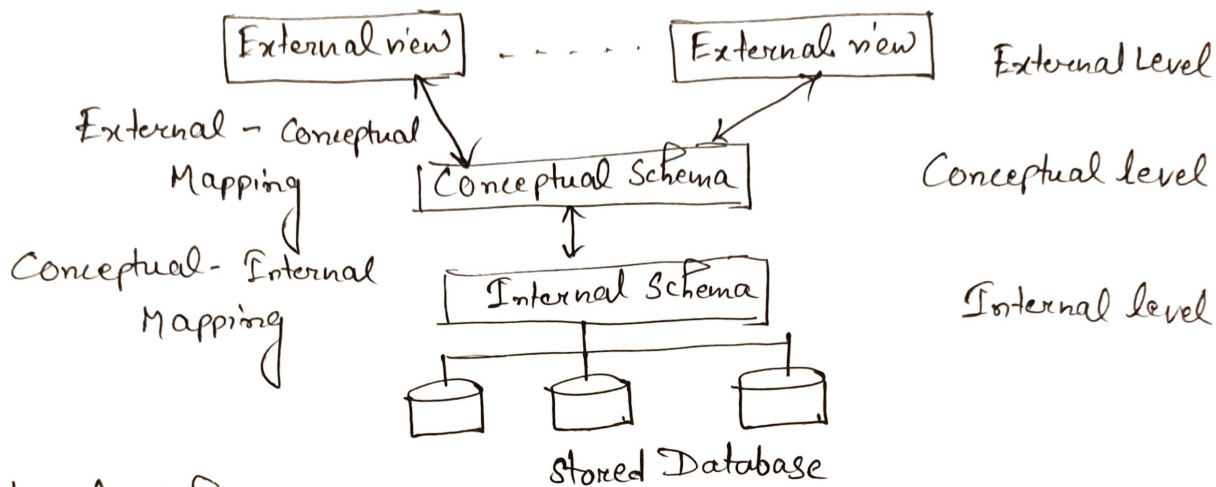 External view - - - - - - External view External Level
External - Conceptual
Mapping
Conceptual Schema Conceptual level
Conceptual - Internal
Mapping
Internal Schema Internal level
Stored Database